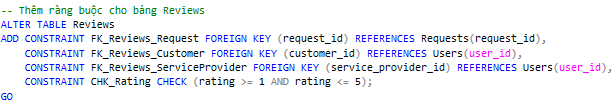 -- Thêm ràng buộc cho bảng Reviews
ALTER TABLE Reviews
ADD CONSTRAINT FK_Reviews_Request FOREIGN KEY (request_id) REFERENCES Requests(request_id),
    CONSTRAINT FK_Reviews_Customer FOREIGN KEY (customer_id) REFERENCES Users(user_id),
    CONSTRAINT FK_Reviews_ServiceProvider FOREIGN KEY (service_provider_id) REFERENCES Users(user_id),
    CONSTRAINT CHK_Rating CHECK (rating >= 1 AND rating <= 5);
GO